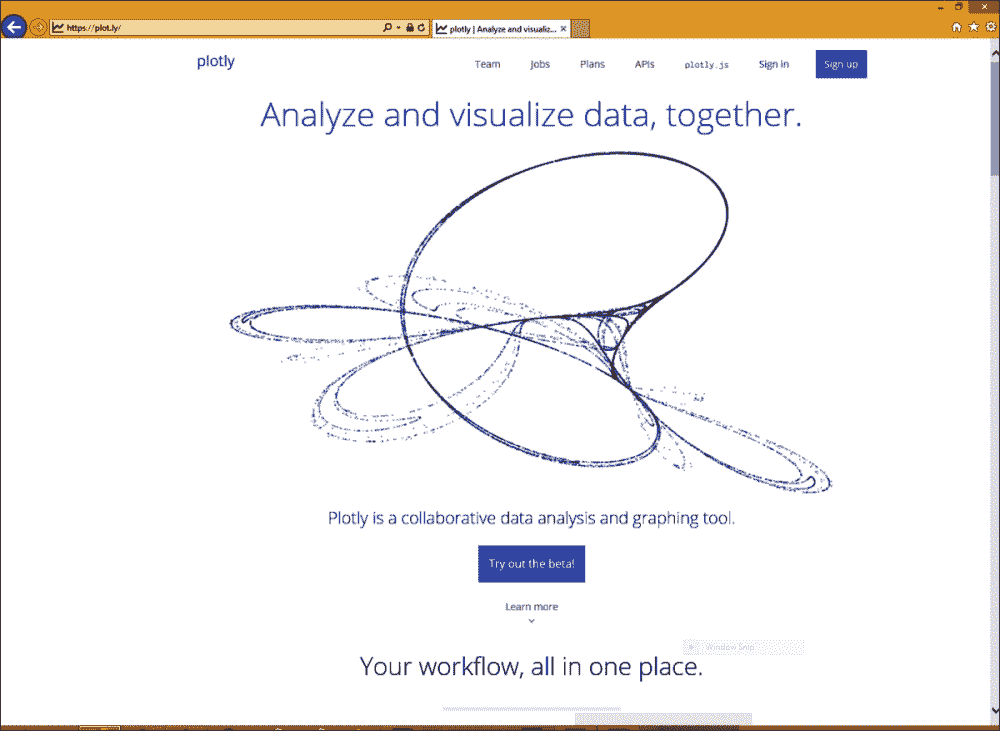 https://plot.ly/
plotly | Analyze and visualiz...
plotly
Team
Jobs
Plans
APIs
plotly.js
Sign in
Sign up
Analyze and visualize data, together.
Plotly is a collaborative data analysis and graphing tool.
Try out the beta!
Learn more
Window Snip
Your workflow, all in one place.